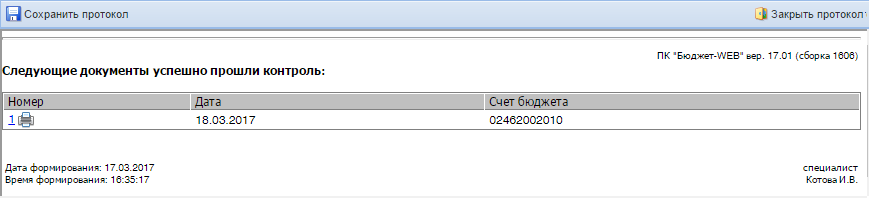 Сохранить протокол Закрыть протокол
ПК "Бюджет-WEB" вер. 17.01 (сборка 1606)
Следующие документы успешно прошли контроль:
Номер Дата Счет бюджета
1 18.03.2017 02462002010
Дата формирования: 17.03.2017 специалист
Время формирования: 16:35:17 Котова И.В.